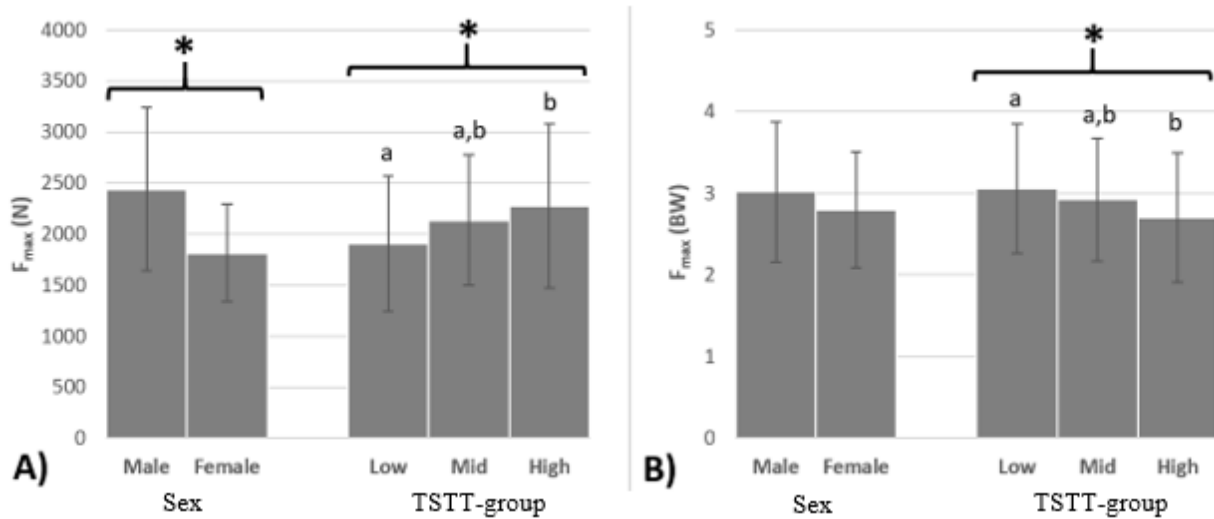 4000
3500
3000
2500
2000
1500
1000
500
0
Fmax (N)
*
*
a
a,b
b
Male Female Low Mid High
A)
Sex TSTT-group
5
4
3
2
1
0
Fmax (BW)
*
a
a,b
b
Male Female Low Mid High
B)
Sex TSTT-group